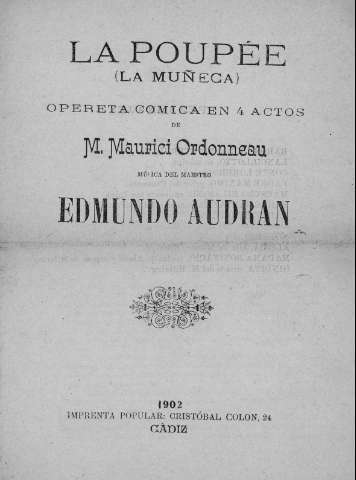 LA POUPÉE
(LA MUÑECA)
OPERETA COMICA EN 4 ACTOS
DE
M. Maurici Ordonneau
MÚSICA DEL MAESTRO
EDMUNDO AUDRAN
1902
IMPRENTA POPULAR: CRISTÓBAL COLON, 24
CÀDIZ